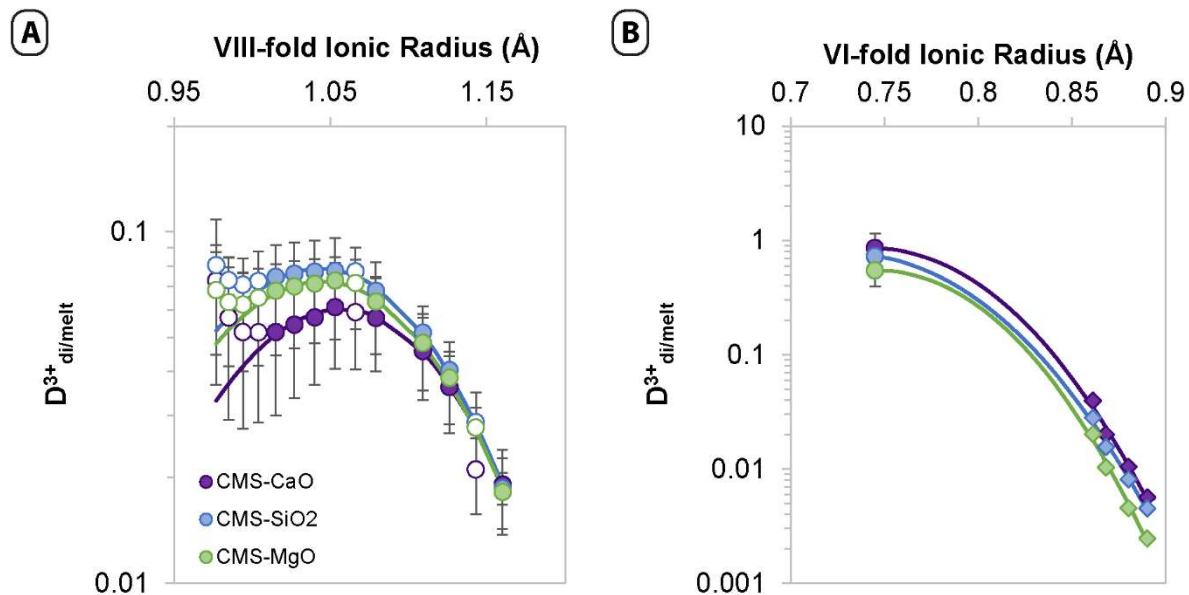 A
VIII-fold Ionic Radius (Å)
0.95 1.05 1.15
0.1
0.01
D3+di/melt
CMS-CaO
CMS-SiO2
CMS-MgO
B
VI-fold Ionic Radius (Å)
0.7 0.75 0.8 0.85 0.9
10
1
0.1
0.01
0.001
D3+di/melt